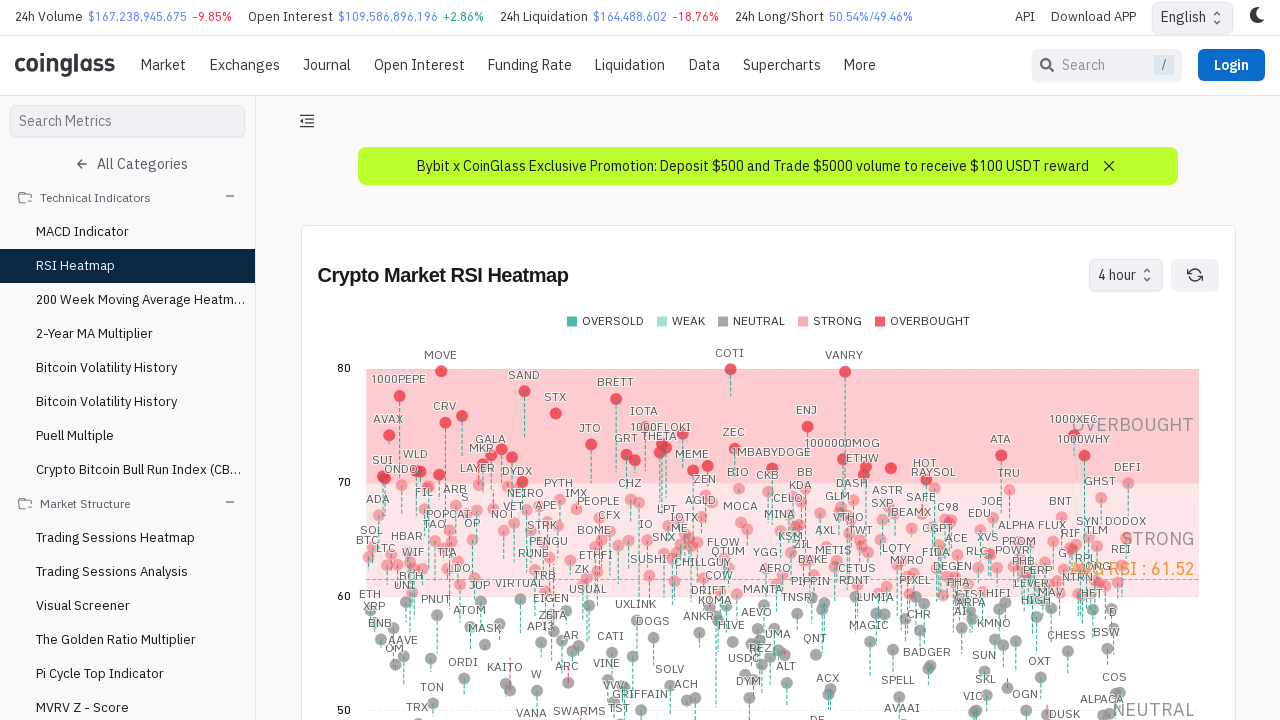 24h Volume $167,238,945,675 -9.85% Open Interest $109,586,896,196 +2.86% 24h Liquidation $164,488,602 -18.76% 24h Long/Short 50.54%/49.46% API Download APP English
coinglass Market Exchanges Journal Open Interest Funding Rate Liquidation Data Supercharts More Search / Login
Search Metrics
All Categories
Technical Indicators
MACD Indicator
RSI Heatmap
200 Week Moving Average Heatm...
2-Year MA Multiplier
Bitcoin Volatility History
Bitcoin Volatility History
Puell Multiple
Crypto Bitcoin Bull Run Index (CB...
Market Structure
Trading Sessions Heatmap
Trading Sessions Analysis
Visual Screener
The Golden Ratio Multiplier
Pi Cycle Top Indicator
MVRV Z - Score
Bybit x CoinGlass Exclusive Promotion: Deposit $500 and Trade $5000 volume to receive $100 USDT reward
Crypto Market RSI Heatmap
4 hour
OVERSOLD WEAK NEUTRAL STRONG OVERBOUGHT
MOVE COTI VANRY
80
1000PEPE SAND BRETT
STX
CRV IOTA ENJ
AVAX 1000FLOKI 1000XEC
OVERBOUGHT
JTO GRT THETA ZEC
GALA 1000000MOG ATA 1000WHY
MKR
WLD MEME 1MBABYDOGE
SUI ETHW
ONDO LAYER DYDX BIO CKB BB HOT RAYSOL TRU DEFI
70
ARB PYTH CHZ ZEN DASH GHST
FIL NEIRO IMX KDA ASTR
ADA S VET APE PEOPLE AGLD CELO GLM SAFE JOE BNT
POPCAT NOT CFX LPT MOCA MINA SXP BEAMX C98 EDU
TAO OP STRK IO IOTX VTHO ALPHA FLUX SYN DODOX
SOL HBAR BOME SNX KSM AXL TWT CGPT RIF TLM
BTC PENGU FLOW ZIL ACE XVS PROM STRONG
LTC WIF TIA RUNE ETHFI SUSHI CHILLGUY QTUM YGG METIS LQTY FIDA RLC POWR REI
BAKE MYRO PHB RPL
LDO ZK COW AERO CETUS DEGEN PERP AVG RSI : 61.52
BCH TRB PIPPIN RDNT PIXEL NTRN
UNI JUP VIRTUAL USUAL DRIFT MANTA PHA LEVER
ETH PNUT EIGEN KOMA TNSR LUMIA HIFI MAV HFT
60
XRP ATOM UXLINK ARPA HIGH
BNB ZETA ANKR AEVO CHR D
MASK API3 DOGS HIVE MAGIC KMNO
AAVE AR CATI UMA QNT CHESS BSW
OM REZ
ORDI KAITO ARC VINE USDC ALT BADGER SUN OXT
SOLV
W ACX SPELL SKL COS
TON DYM ACH
GRIFFAIN VIC OGN ALPACA
TRX VANA SWARMS TST AVAAI DUSK
50 NEUTRAL